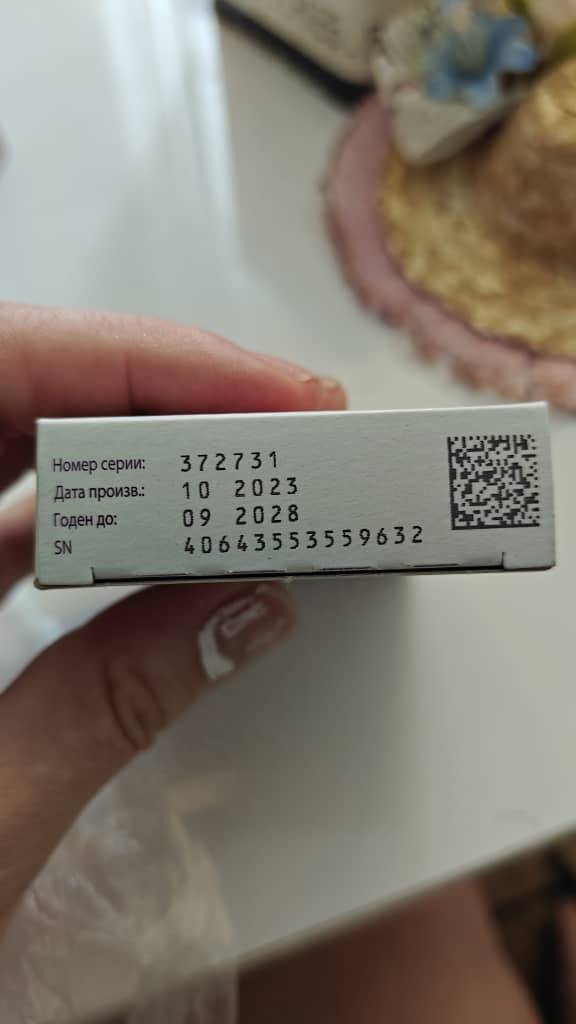 Номер серии: 372731
Дата произв.: 10 2023
Годен до: 09 2028
SN 40643553559632